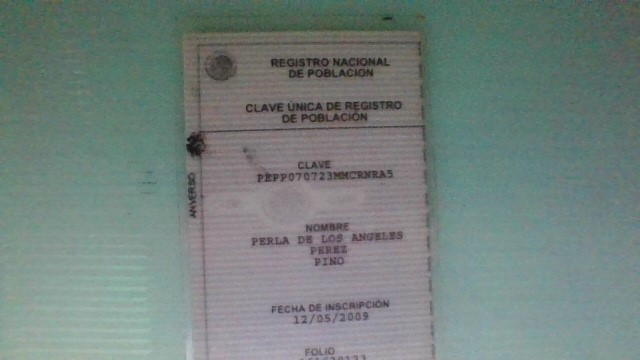 REGISTRO NACIONAL
DE POBLACION
CLAVE ÚNICA DE REGISTRO
DE POBLACIÓN
ANVERSO
CLAVE
PEPP070723MMCRNRA5
NOMBRE
PERLA DE LOS ANGELES
PEREZ
PINO
FECHA DE INSCRIPCIÓN
12/05/2009
FOLIO